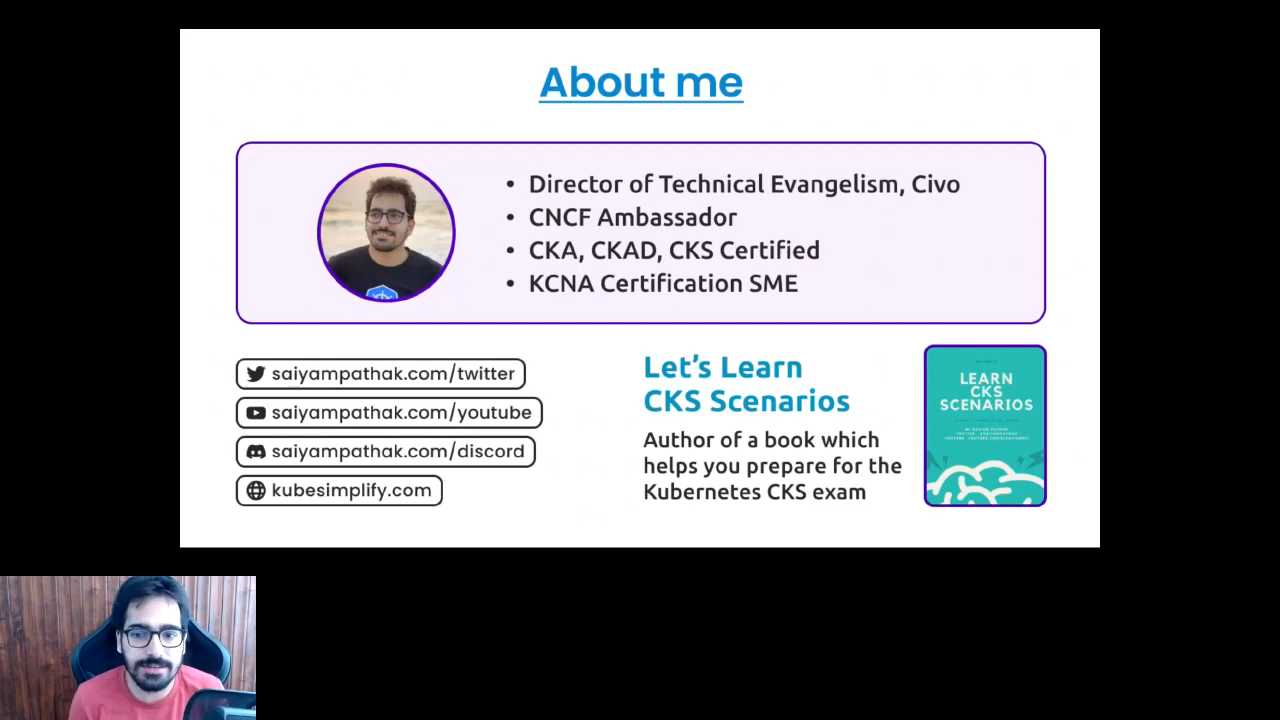 About me
• Director of Technical Evangelism, Civo
• CNCF Ambassador
• CKA, CKAD, CKS Certified
• KCNA Certification SME
saiyampathak.com/twitter
saiyampathak.com/youtube
saiyampathak.com/discord
kubesimplify.com
Let’s Learn
CKS Scenarios
Author of a book which
helps you prepare for the
Kubernetes CKS exam
LEARN
CKS
SCENARIOS